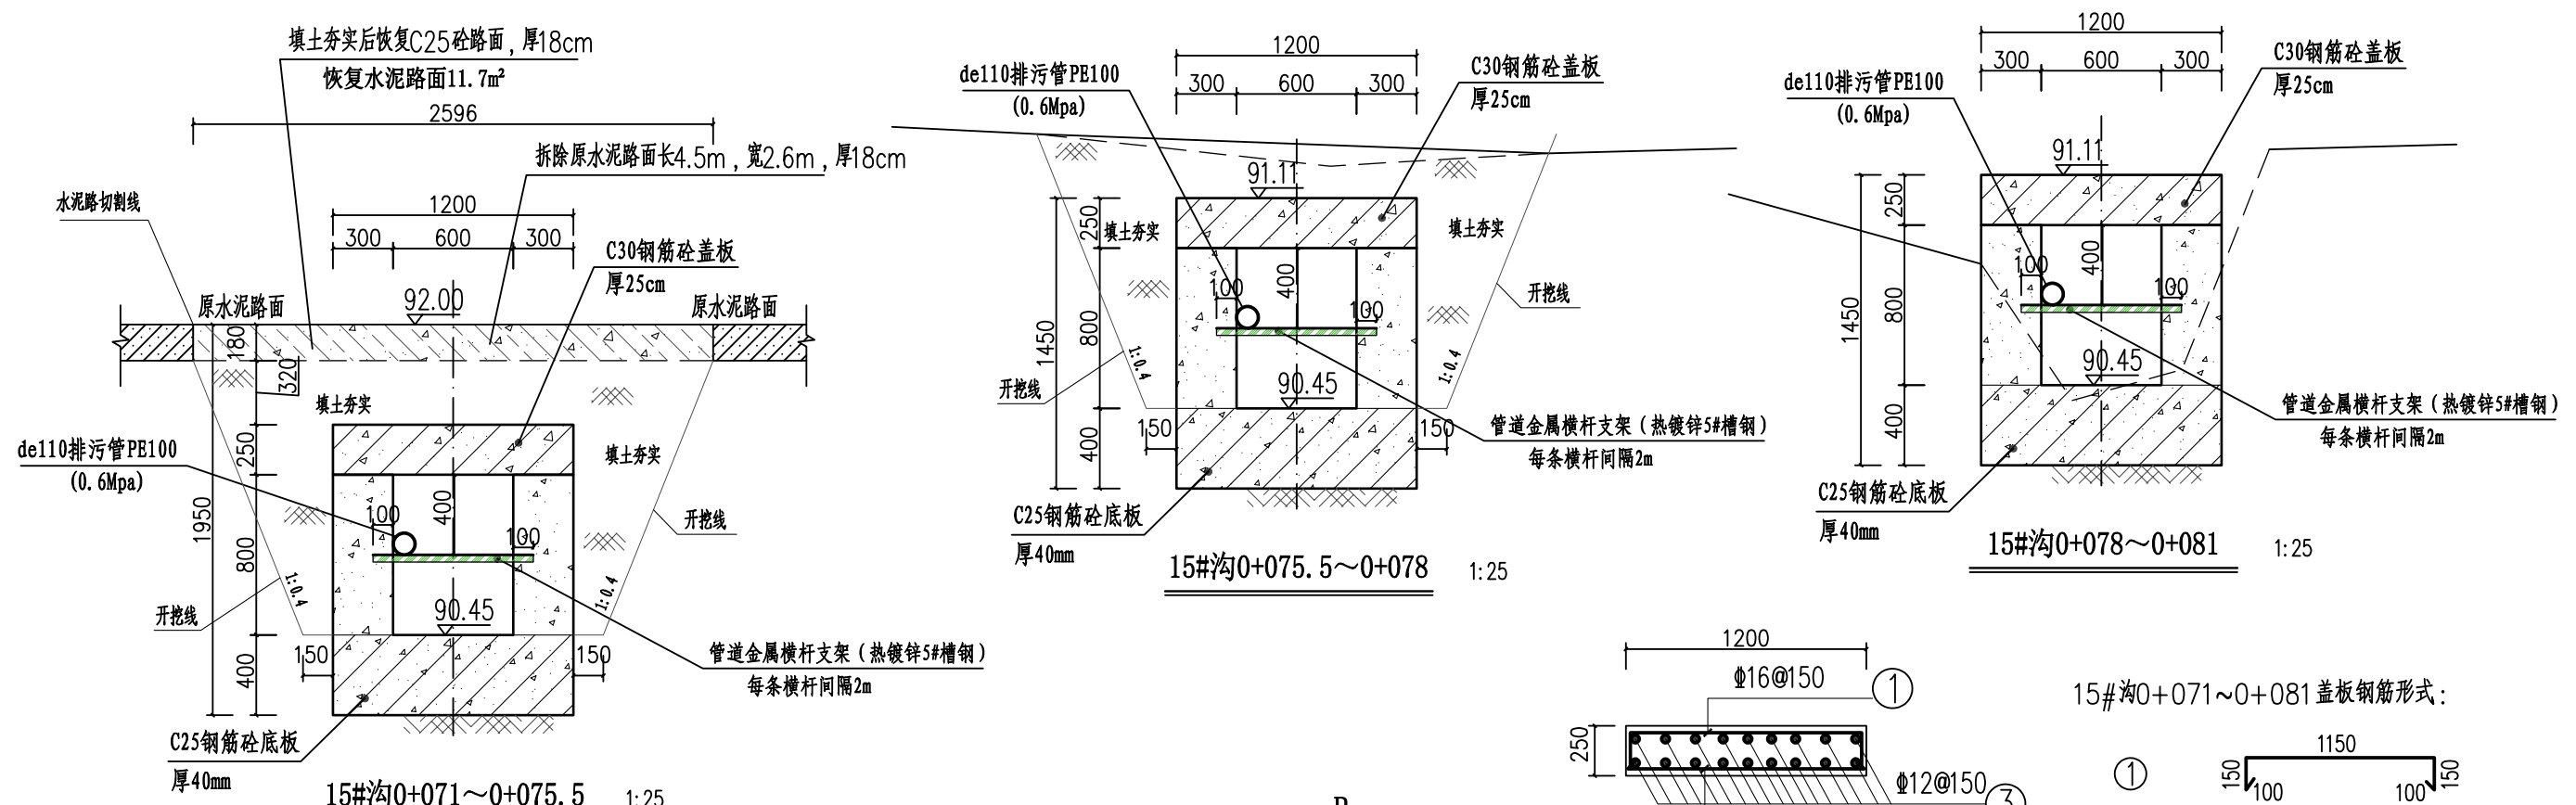 填土夯实后恢复C25砼路面,厚18cm
恢复水泥路面11.7m²
2596
拆除原水泥路面长4.5m,宽2.6m,厚18cm
水泥路切割线
1200
300 600 300
C30钢筋砼盖板
厚25cm
原水泥路面
92.00
原水泥路面
180
320
填土夯实
填土夯实
de110排污管PE100
(0.6Mpa)
250
1950
800
400
100
400
100
1:0.4
1:0.4
开挖线
开挖线
90.45
150
150
管道金属横杆支架(热镀锌5#槽钢)
每条横杆间隔2m
C25钢筋砼底板
厚40mm
15#沟0+071～0+075.5 1:25
1200
300 600 300
de110排污管PE100
(0.6Mpa)
C30钢筋砼盖板
厚25cm
91.11
250
填土夯实
填土夯实
1450
800
400
100
400
100
开挖线
开挖线
1:0.4
1:0.4
90.45
150
150
管道金属横杆支架(热镀锌5#槽钢)
每条横杆间隔2m
C25钢筋砼底板
厚40mm
15#沟0+075.5～0+078 1:25
1200
300 600 300
de110排污管PE100
(0.6Mpa)
C30钢筋砼盖板
厚25cm
91.11
250
1450
800
400
100
400
100
90.45
管道金属横杆支架(热镀锌5#槽钢)
每条横杆间隔2m
C25钢筋砼底板
厚40mm
15#沟0+078～0+081 1:25
1200
Φ16@150 1
250
Φ12@150 3
15#沟0+071~0+081盖板钢筋形式:
1
1150
150
100
100
150